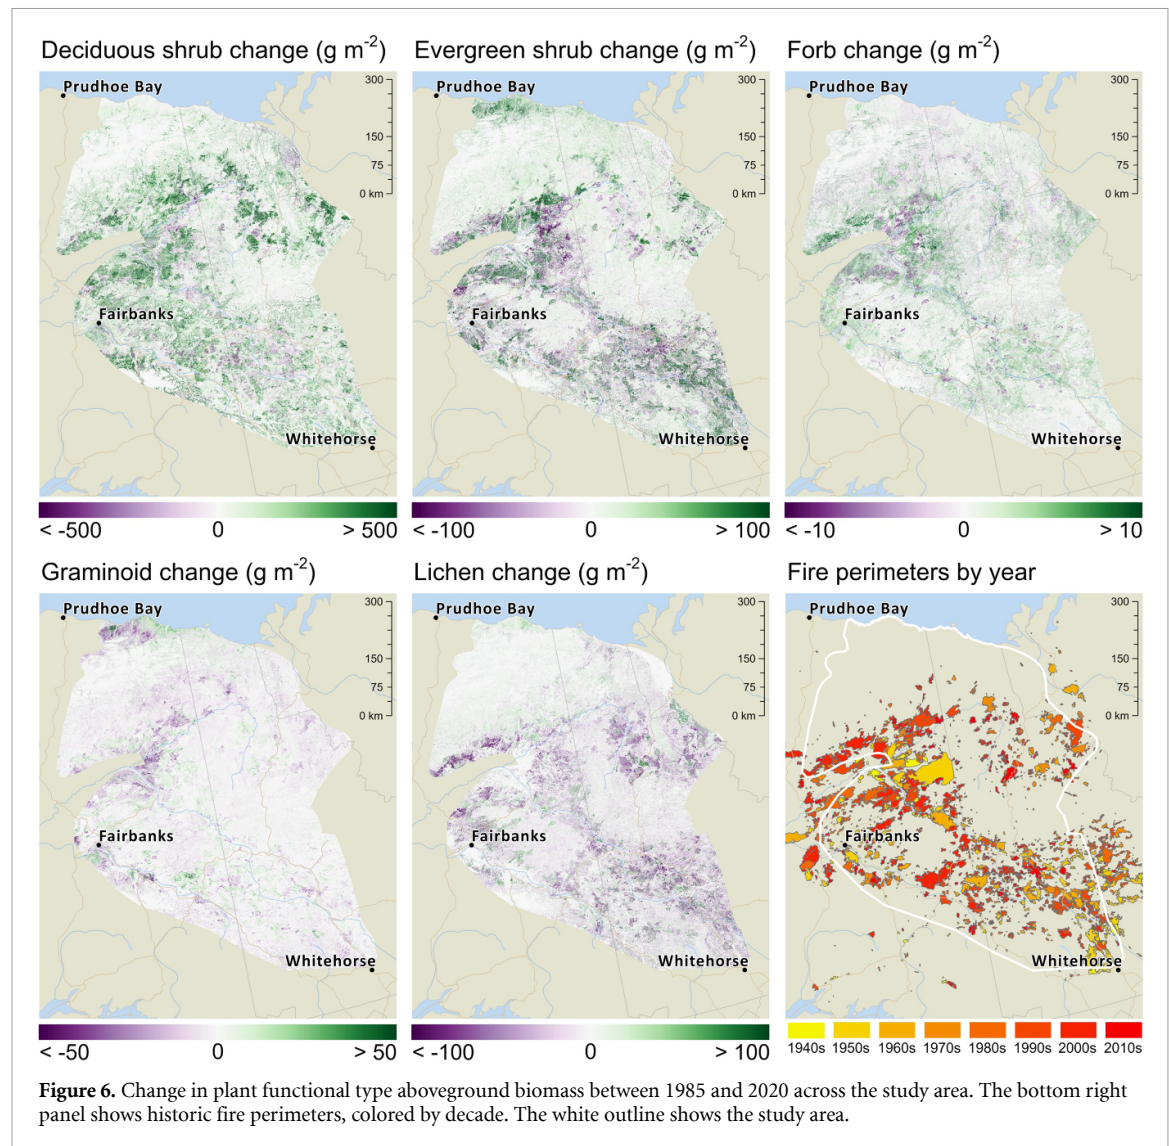 Deciduous shrub change (g m⁻²)
Evergreen shrub change (g m⁻²)
Forb change (g m⁻²)
Prudhoe Bay
300
150
75
0 km
Fairbanks
Whitehorse
Prudhoe Bay
300
150
75
0 km
Fairbanks
Whitehorse
Prudhoe Bay
300
150
75
0 km
Fairbanks
Whitehorse
< -500 0 > 500
< -100 0 > 100
< -10 0 > 10
Graminoid change (g m⁻²)
Lichen change (g m⁻²)
Fire perimeters by year
Prudhoe Bay
300
150
75
0 km
Fairbanks
Whitehorse
Prudhoe Bay
300
150
75
0 km
Fairbanks
Whitehorse
Prudhoe Bay
300
150
75
0 km
Fairbanks
Whitehorse
< -50 0 > 50
< -100 0 > 100
1940s 1950s 1960s 1970s 1980s 1990s 2000s 2010s
Figure 6. Change in plant functional type aboveground biomass between 1985 and 2020 across the study area. The bottom right
panel shows historic fire perimeters, colored by decade. The white outline shows the study area.